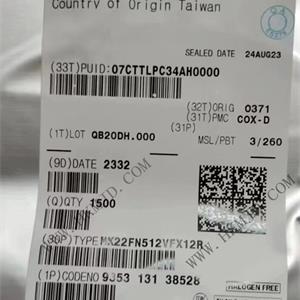 Country of Origin Taiwan
QA
SEALED DATE 24AUG23
(33T)PUID: 07CTTLPC34AH0000
(32T)ORIG 0371
(31T)PMC COX-D
(31P)
(1T)LOT QB20DH.000
MSL/PBT 3/260
(9D)DATE 2332
(Q)QTY 1500
(30P)TYPE MX22FN512VFX12R
(1P)CODENO 9353 131 38528
HALOGEN FREE